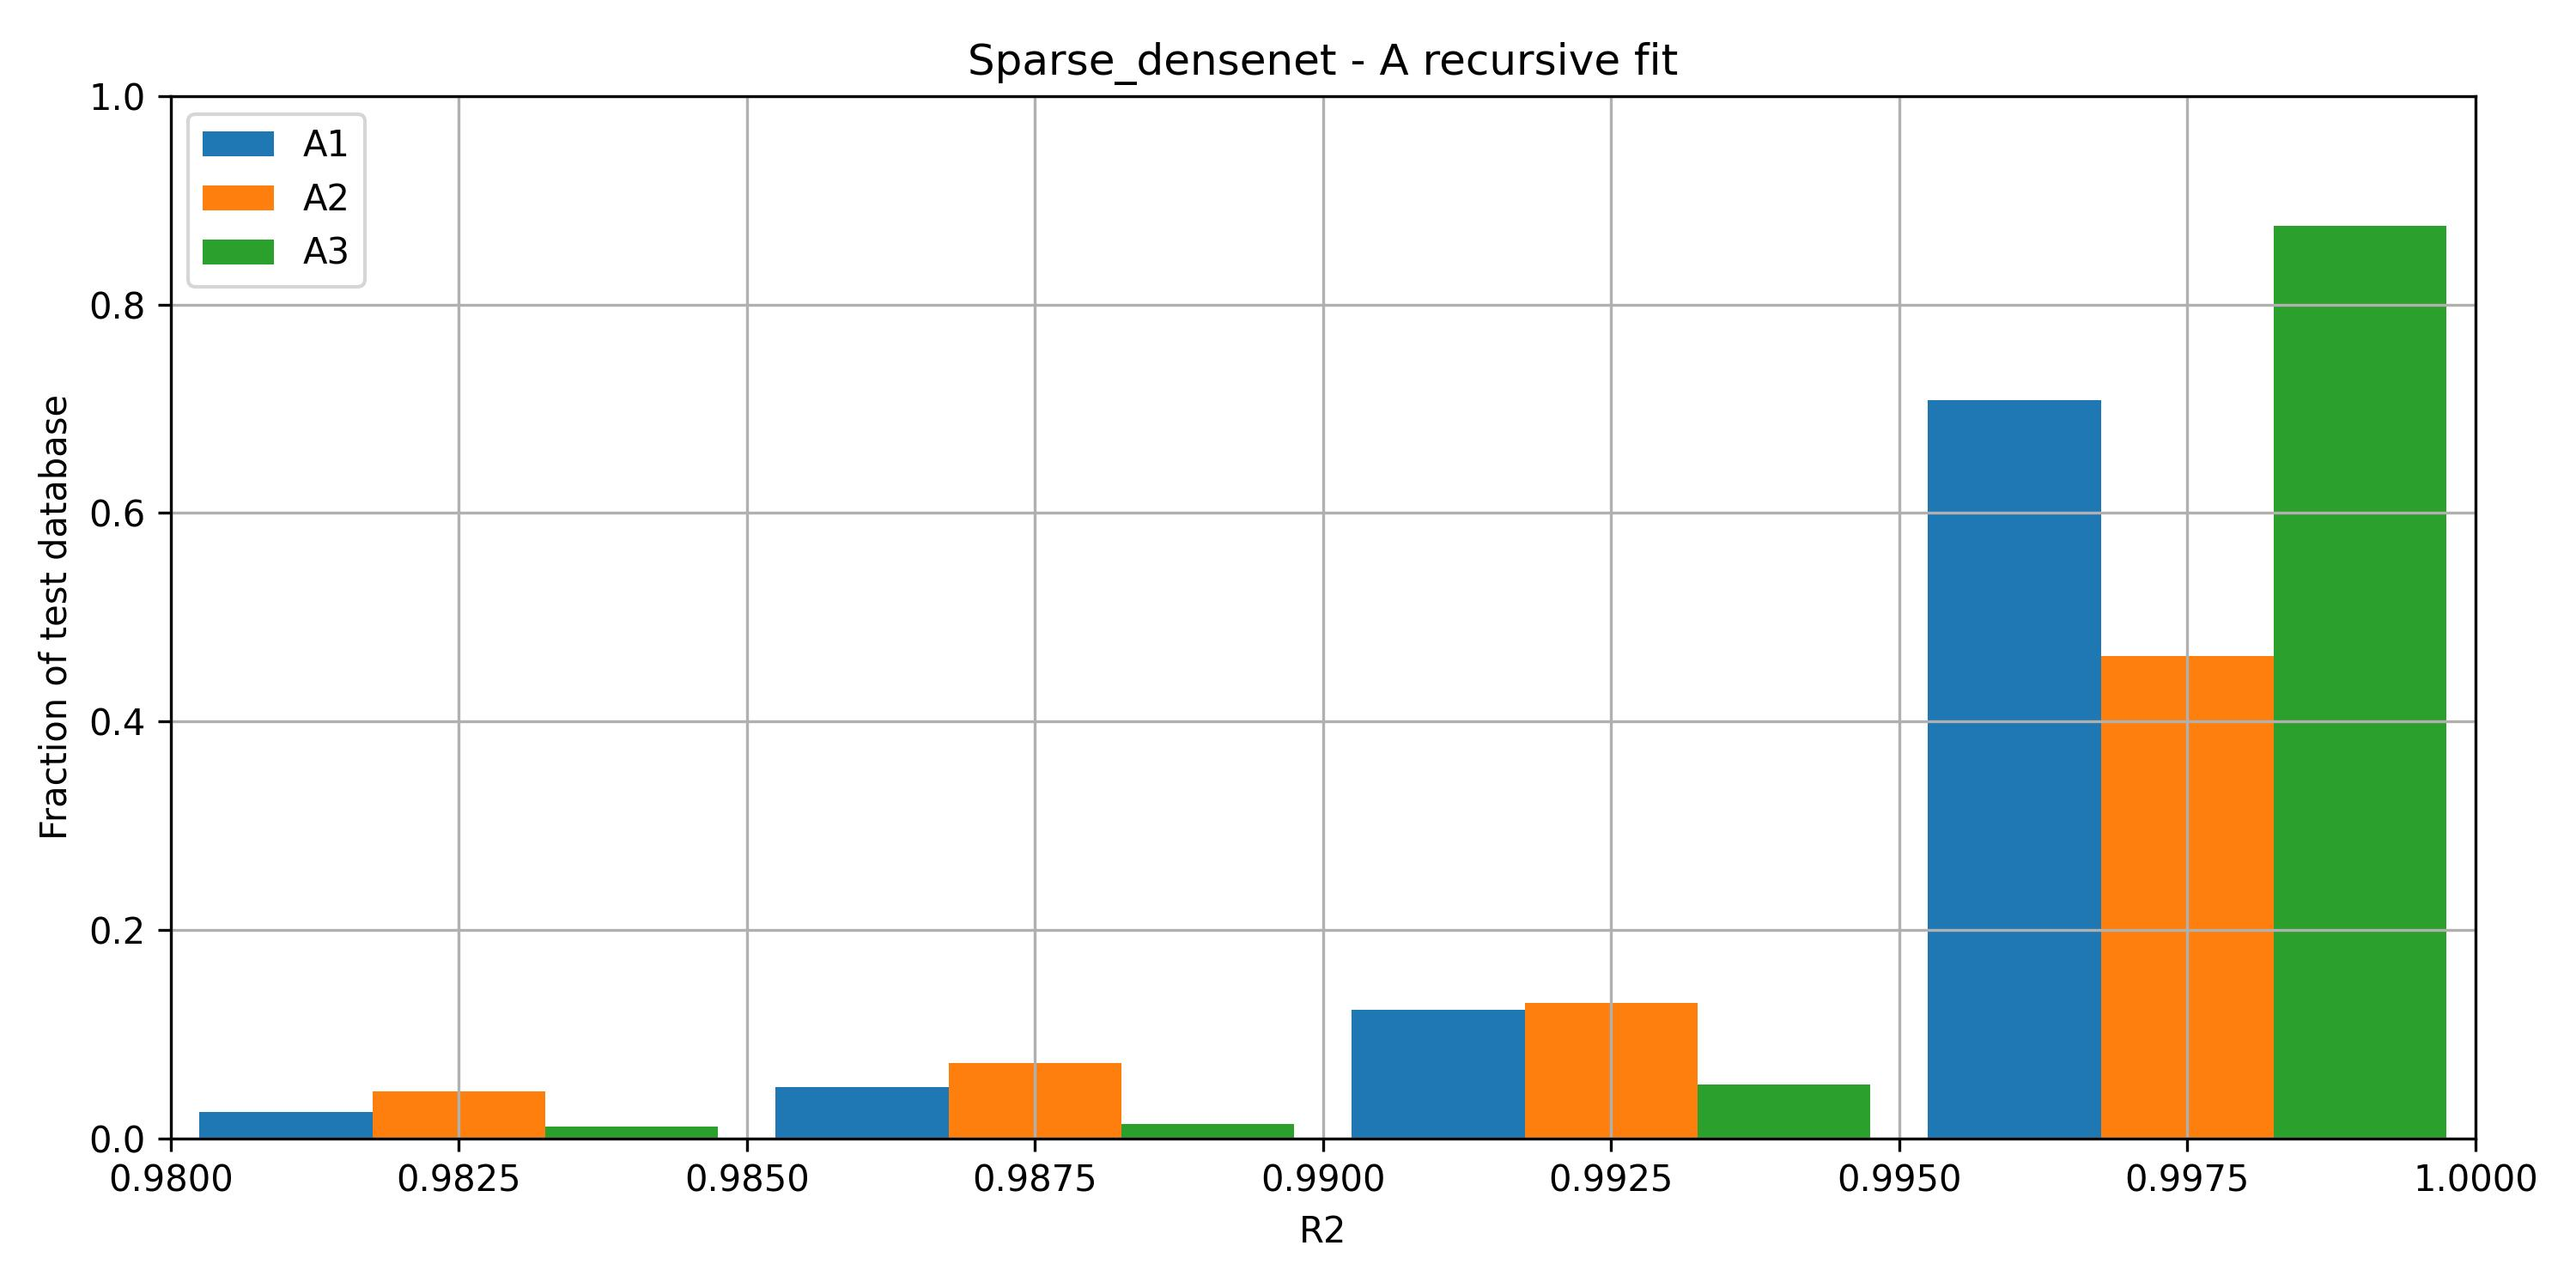 Sparse_densenet - A recursive fit
1.0
0.8
0.6
0.4
0.2
0.0
Fraction of test database
A1
A2
A3
0.9800 0.9825 0.9850 0.9875 0.9900 0.9925 0.9950 0.9975 1.0000
R2